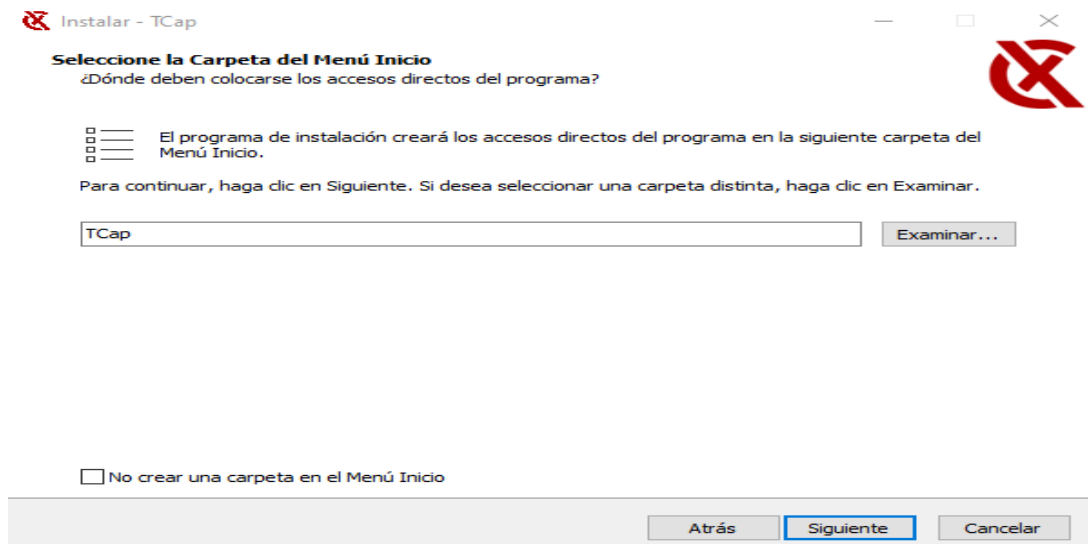 Instalar - TCap
Seleccione la Carpeta del Menú Inicio
¿Dónde deben colocarse los accesos directos del programa?
El programa de instalación creará los accesos directos del programa en la siguiente carpeta del
Menú Inicio.
Para continuar, haga clic en Siguiente. Si desea seleccionar una carpeta distinta, haga clic en Examinar.
TCap
Examinar...
No crear una carpeta en el Menú Inicio
Atrás
Siguiente
Cancelar